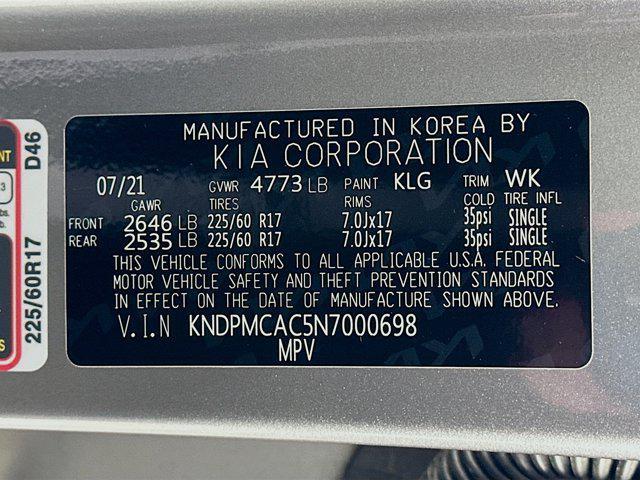 MANUFACTURED IN KOREA BY
KIA CORPORATION
07/21 GVWR 4773 LB PAINT KLG TRIM WK
GAWR TIRES RIMS COLD TIRE INFL
FRONT 2646 LB 225/60 R17 7.0Jx17 35psi SINGLE
REAR 2535 LB 225/60 R17 7.0Jx17 35psi SINGLE
THIS VEHICLE CONFORMS TO ALL APPLICABLE U.S.A. FEDERAL
MOTOR VEHICLE SAFETY AND THEFT PREVENTION STANDARDS
IN EFFECT ON THE DATE OF MANUFACTURE SHOWN ABOVE.
V.I.N KNDPMCAC5N7000698
MPV
225/60R17 D46